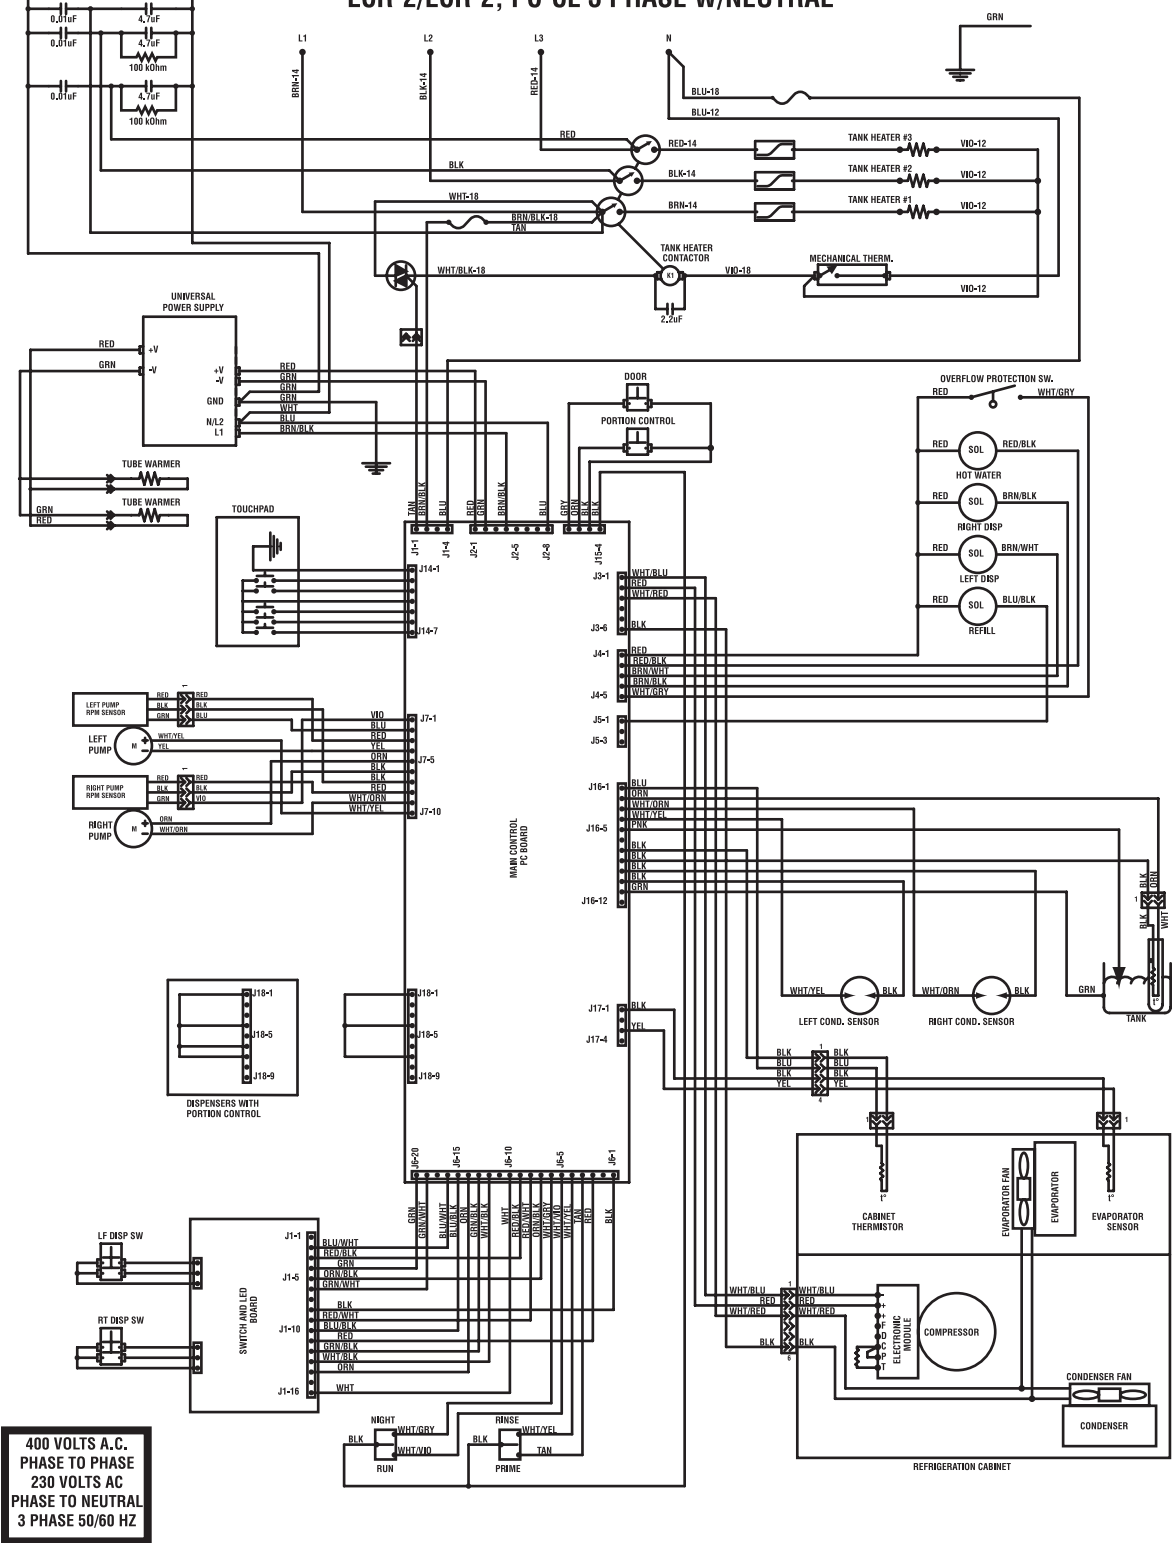 0.01uF
4.7uF
0.01uF
4.7uF
100 kOhm
0.01uF
4.7uF
100 kOhm
L1
L2
L3
N
GRN
BRN-14
BLK-14
RED-14
BLU-18
BLU-12
RED
RED-14
TANK HEATER #3
VIO-12
BLK
BLK-14
TANK HEATER #2
VIO-12
WHT-18
BRN-14
TANK HEATER #1
VIO-12
BRN/BLK-18
TAN
TANK HEATER
CONTACTOR
WHT/BLK-18
K1
VIO-18
MECHANICAL THERM.
VIO-12
2.2uF
UNIVERSAL
POWER SUPPLY
RED
+V
GRN
-V
+V
-V
GND
N/L2
L1
RED
GRN
GRN
GRN
WHT
BLU
BRN/BLK
DOOR
PORTION CONTROL
OVERFLOW PROTECTION SW.
RED
WHT/GRY
RED
SOL
RED/BLK
HOT WATER
RED
SOL
BRN/BLK
RIGHT DISP
RED
SOL
BRN/WHT
LEFT DISP
RED
SOL
BLU/BLK
REFILL
TUBE WARMER
TUBE WARMER
GRN
RED
TOUCHPAD
TAN
BRN/BLK
BLU
RED
GRN
BRN/BLK
BLU
GRY
ORN
BLK
BLK
J1-1
J1-4
J2-1
J2-5
J2-8
J15-4
J14-1
J14-7
J3-1
WHT/BLU
RED
WHT/RED
J3-6
BLK
J4-1
RED
RED/BLK
BRN/WHT
BRN/BLK
J4-5
WHT/GRY
J5-1
J5-3
LEFT PUMP
RPM SENSOR
RED
BLK
GRN
1
RED
BLK
BLU
LEFT
PUMP
M
+
-
WHT/YEL
YEL
RIGHT PUMP
RPM SENSOR
RED
BLK
GRN
1
RED
BLK
VIO
RIGHT
PUMP
M
+
-
ORN
WHT/ORN
VIO
BLU
RED
YEL
ORN
BLK
BLK
RED
WHT/ORN
WHT/YEL
J7-1
J7-5
J7-10
MAIN CONTROL
PC BOARD
J16-1
BLU
ORN
WHT/ORN
WHT/YEL
J16-5
PNK
BLK
BLK
BLK
BLK
GRN
J16-12
BLK
ORN
1
BLK
WHT
GRN
t°
TANK
WHT/YEL
BLK
LEFT COND. SENSOR
WHT/ORN
BLK
RIGHT COND. SENSOR
J18-1
J18-5
J18-9
DISPENSERS WITH
PORTION CONTROL
J18-1
J18-5
J18-9
J17-1
BLK
YEL
J17-4
BLK
BLU
BLK
YEL
1
4
BLK
BLU
BLK
YEL
1
1
t°
CABINET
THERMISTOR
EVAPORATOR FAN
EVAPORATOR
t°
EVAPORATOR
SENSOR
J6-20
J6-15
J6-10
J6-5
J6-1
GRN
GRN/WHT
BLU/WHT
BLU/BLK
ORN
GRN/BLK
WHT/BLK
WHT
RED/BLK
RED/WHT
ORN/BLK
WHT/GRY
WHT/VIO
WHT/YEL
TAN
RED
BLK
LF DISP SW
RT DISP SW
SWITCH AND LED
BOARD
J1-1
J1-5
J1-10
J1-16
BLU/WHT
RED/BLK
GRN
ORN/BLK
GRN/WHT
BLK
RED/WHT
BLU/BLK
RED
GRN/BLK
WHT/BLK
ORN
WHT
WHT/BLU
RED
WHT/RED
BLK
1
6
WHT/BLU
RED
WHT/RED
BLK
-
+
+
F
D
C
P
T
ELECTRONIC
MODULE
COMPRESSOR
CONDENSER FAN
CONDENSER
REFRIGERATION CABINET
NIGHT
BLK
WHT/GRY
WHT/VIO
RUN
RINSE
BLK
WHT/YEL
TAN
PRIME
400 VOLTS A.C.
PHASE TO PHASE
230 VOLTS AC
PHASE TO NEUTRAL
3 PHASE 50/60 HZ